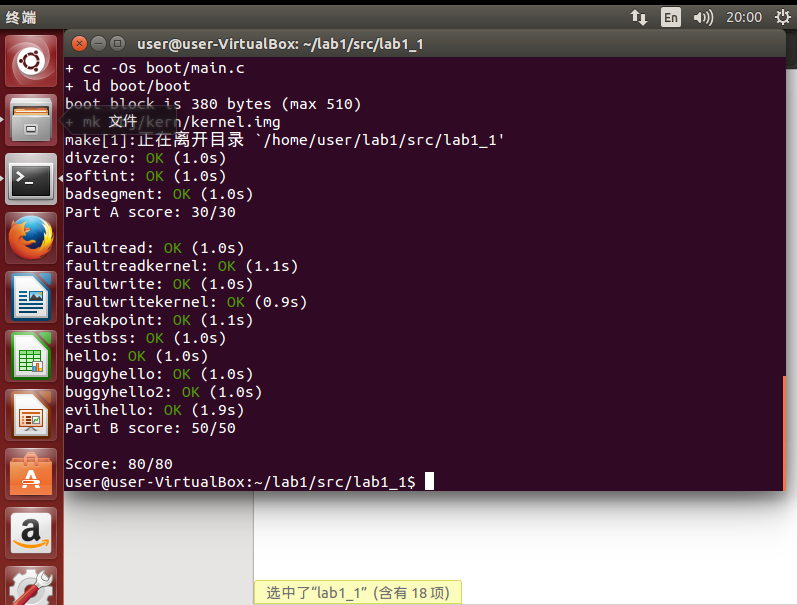 终端
En
20:00
user@user-VirtualBox: ~/lab1/src/lab1_1
+ cc -Os boot/main.c
+ ld boot/boot
boot block is 380 bytes (max 510)
+ mk obj/kern/kernel.img
文件
make[1]:正在离开目录 `/home/user/lab1/src/lab1_1'
divzero: OK (1.0s)
softint: OK (1.0s)
badsegment: OK (1.0s)
Part A score: 30/30
faultread: OK (1.0s)
faultreadkernel: OK (1.1s)
faultwrite: OK (1.0s)
faultwritekernel: OK (0.9s)
breakpoint: OK (1.1s)
testbss: OK (1.0s)
hello: OK (1.0s)
buggyhello: OK (1.0s)
buggyhello2: OK (1.0s)
evilhello: OK (1.9s)
Part B score: 50/50
Score: 80/80
user@user-VirtualBox:~/lab1/src/lab1_1$
选中了“lab1_1” (含有 18 项)